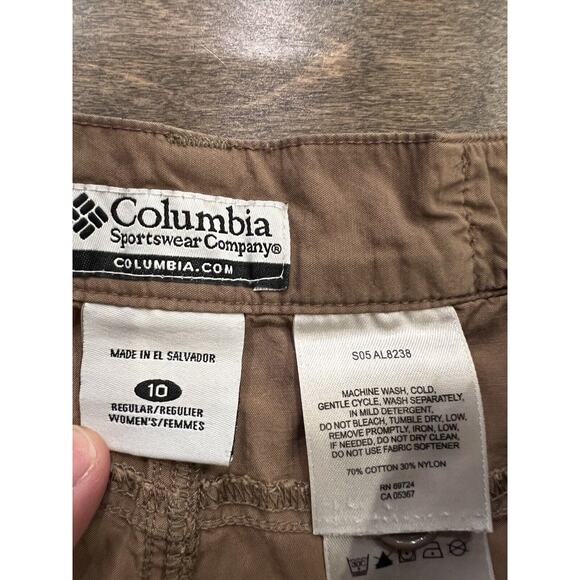 Columbia
Sportswear Company®
COLUMBIA.COM
MADE IN EL SALVADOR
10
REGULAR/REGULIER
WOMEN'S/FEMMES
S05 AL8238
MACHINE WASH, COLD,
GENTLE CYCLE, WASH SEPARATELY,
IN MILD DETERGENT,
DO NOT BLEACH, TUMBLE DRY, LOW,
REMOVE PROMPTLY, IRON, LOW,
IF NEEDED, DO NOT DRY CLEAN,
DO NOT USE FABRIC SOFTENER
70% COTTON 30% NYLON
RN 69724
CA 05367